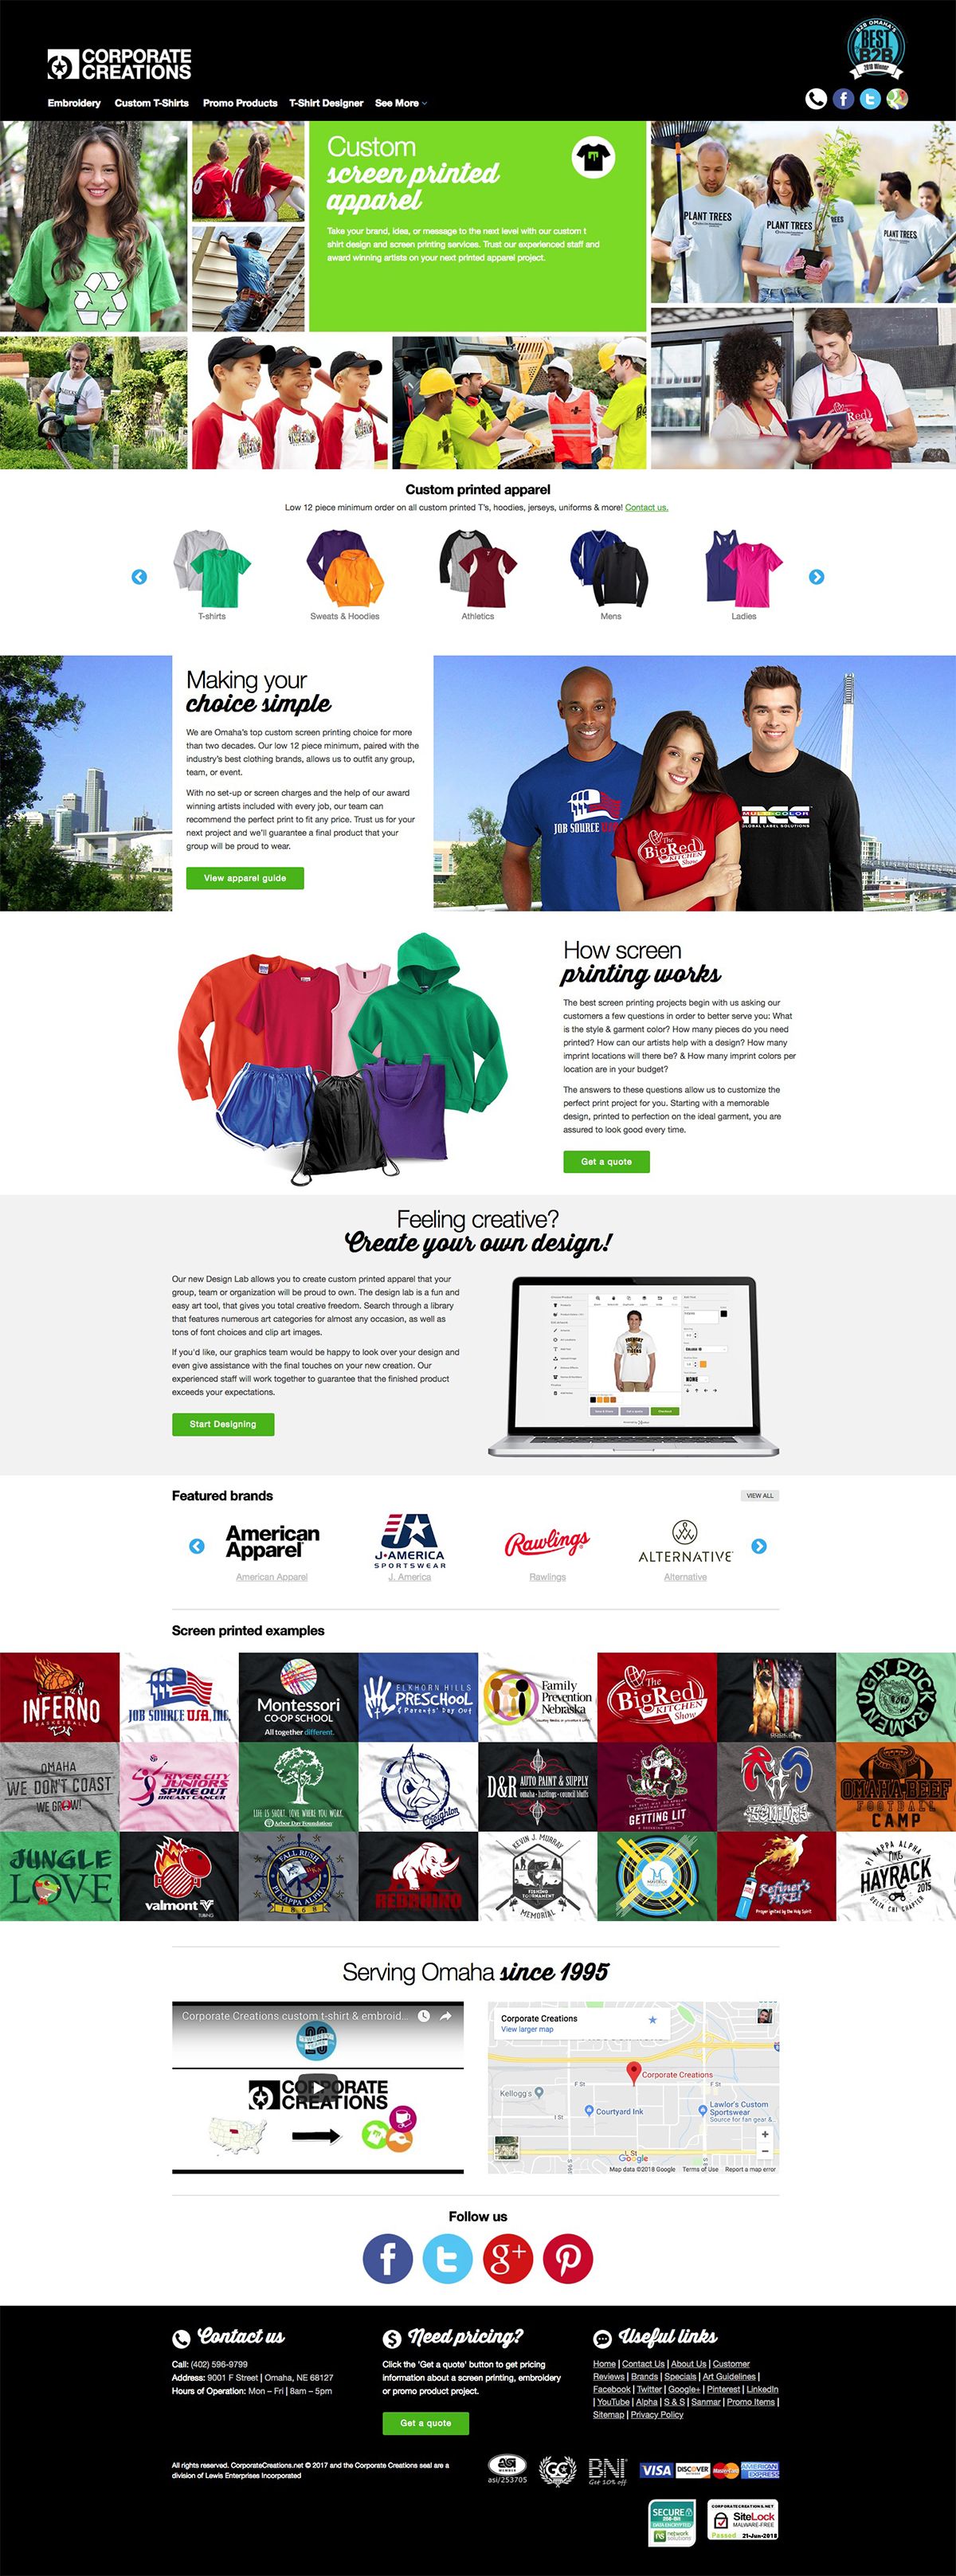 CORPORATE
CREATIONS
B2B OMAHA'S
BEST
B2B
2018 Winner
Embroidery Custom T-Shirts Promo Products T-Shirt Designer See More
Custom
screen printed
apparel
Take your brand, idea, or message to the next level with our custom t
shirt design and screen printing services. Trust our experienced staff and
award winning artists on your next printed apparel project.
PLANT TREES
PLANT TREES
PLANT TREES
Custom printed apparel
Low 12 piece minimum order on all custom printed T's, hoodies, jerseys, uniforms & more! Contact us.
T-shirts Sweats & Hoodies Athletics Mens Ladies
Making your
choice simple
We are Omaha's top custom screen printing choice for more
than two decades. Our low 12 piece minimum, paired with the
industry's best clothing brands, allows us to outfit any group,
team, or event.
With no set-up or screen charges and the help of our award
winning artists included with every job, our team can
recommend the perfect print to fit any price. Trust us for your
next project and we'll guarantee a final product that your
group will be proud to wear.
View apparel guide
JOB SOURCE
The
BigRed
KITCHEN
Show
MULTI-COLOR
MCC
GLOBAL LABEL SOLUTIONS
How screen
printing works
The best screen printing projects begin with us asking our
customers a few questions in order to better serve you: What
is the style & garment color? How many pieces do you need
printed? How can our artists help with a design? How many
imprint locations will there be? & How many imprint colors per
location are in your budget?
The answers to these questions allow us to customize the
perfect print project for you. Starting with a memorable
design, printed to perfection on the ideal garment, you are
assured to look good every time.
Get a quote
Feeling creative?
Create your own design!
Our new Design Lab allows you to create custom printed apparel that your
group, team or organization will be proud to own. The design lab is a fun and
easy art tool, that gives you total creative freedom. Search through a library
that features numerous art categories for almost any occasion, as well as
tons of font choices and clip art images.
If you'd like, our graphics team would be happy to look over your design and
even give assistance with the final touches on your new creation. Our
experienced staff will work together to guarantee that the finished product
exceeds your expectations.
Start Designing
Featured brands
VIEW ALL
American
Apparel
J·AMERICA
SPORTSWEAR
Rawlings
ALTERNATIVE
American Apparel J. America Rawlings Alternative
Screen printed examples
INFERNO
BASKETBALL
JOB SOURCE USA, INC.
Montessori
CO-OP SCHOOL
All together different.
ELKHORN HILLS
PRESCHOOL
& Parents' Day Out
Family
Prevention
Nebraska
The
BigRed
KITCHEN
Show
UGLY DUCK
RAMEN
OMAHA
WE DON'T COAST
WE GROW!
RIVER CITY
JUNIORS
SPIKE OUT
BREAST CANCER
LIFE IS SHORT. LOVE WHERE YOU WORK.
Arbor Day Foundation
Creighton
D&R AUTO PAINT & SUPPLY
omaha · hastings · council bluffs
GETTING LIT
SENIORS
OMAHA BEEF
FOOTBALL
CAMP
JUNGLE
LOVE
valmont
TUBING
FALL RUSH
PI KAPPA ALPHA
1868
REDRHINO
KEVIN J. MURRAY
FISHING
TOURNAMENT
MEMORIAL
MAVERICK
Refiner's
FIRE!
Prayer ignited by the Holy Spirit
PI KAPPA ALPHA
PIKE
HAYRACK
2015
DELTA CHI CHAPTER
Serving Omaha since 1995
Corporate Creations custom t-shirt & embroid...
CORPORATE
CREATIONS
Corporate Creations
View larger map
Corporate Creations
F St
F St
Kellogg's
Courtyard Ink
Lawlor's Custom
Sportswear
Source for fan gear &
I St
L St
Google
Map data ©2018 Google Terms of Use Report a map error
Follow us
Contact us
Call: (402) 596-9799
Address: 9001 F Street | Omaha, NE 68127
Hours of Operation: Mon – Fri | 8am – 5pm
Need pricing?
Click the 'Get a quote' button to get pricing
information about a screen printing, embroidery
or promo product project.
Get a quote
Useful links
Home | Contact Us | About Us | Customer
Reviews | Brands | Specials | Art Guidelines |
Facebook | Twitter | Google+ | Pinterest | LinkedIn
| YouTube | Alpha | S & S | Sanmar | Promo Items |
Sitemap | Privacy Policy
All rights reserved. CorporateCreations.net © 2017 and the Corporate Creations seal are a
division of Lewis Enterprises Incorporated
asi
asi/253705
GC
BNI
Get 10% off
VISA
DISCOVER
MasterCard
AMERICAN
EXPRESS
SECURE
DATA ENCRYPTED
network
solutions
CORPORATECREATIONS.NET
SiteLock
MALWARE-FREE
Passed 21-Jun-2018